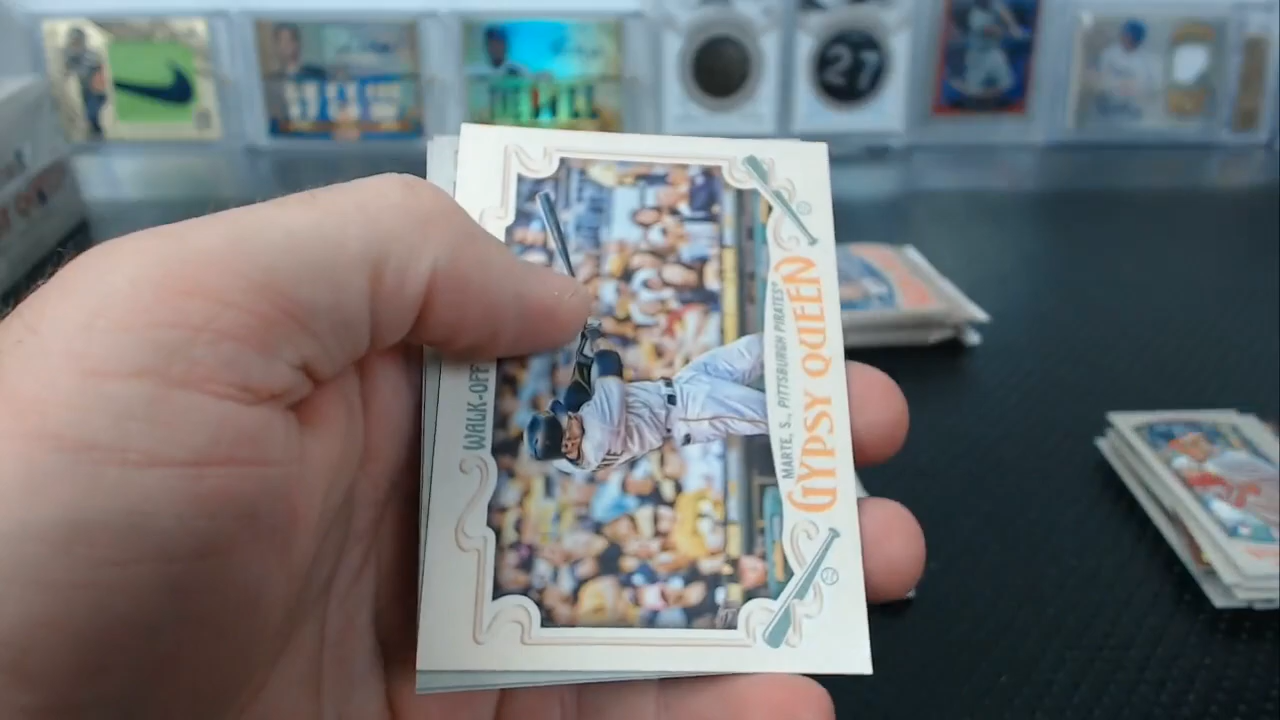 27
WALK-OFF
MARTE, S., PITTSBURGH PIRATES®
GYPSY QUEEN